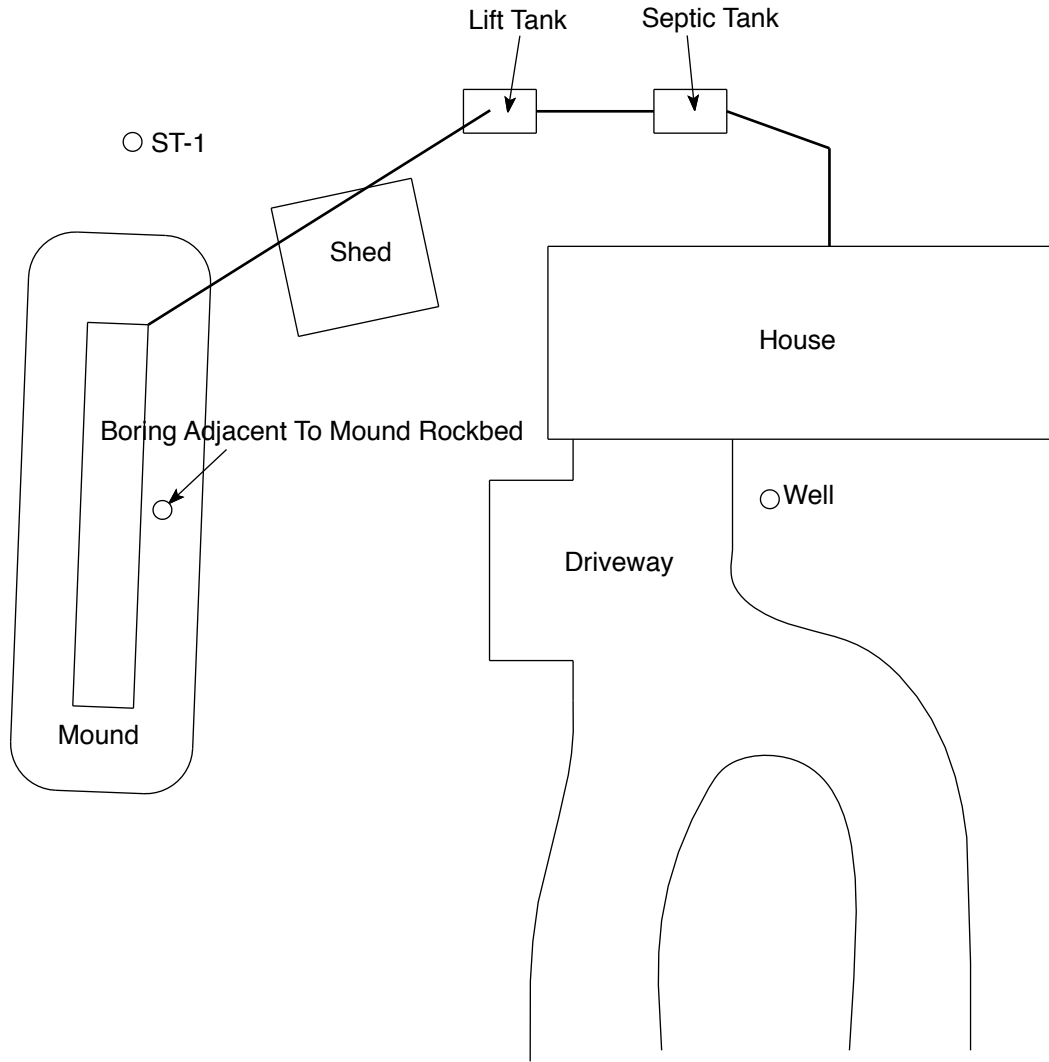 Lift Tank
Septic Tank
ST-1
Shed
House
Boring Adjacent To Mound Rockbed
Well
Driveway
Mound